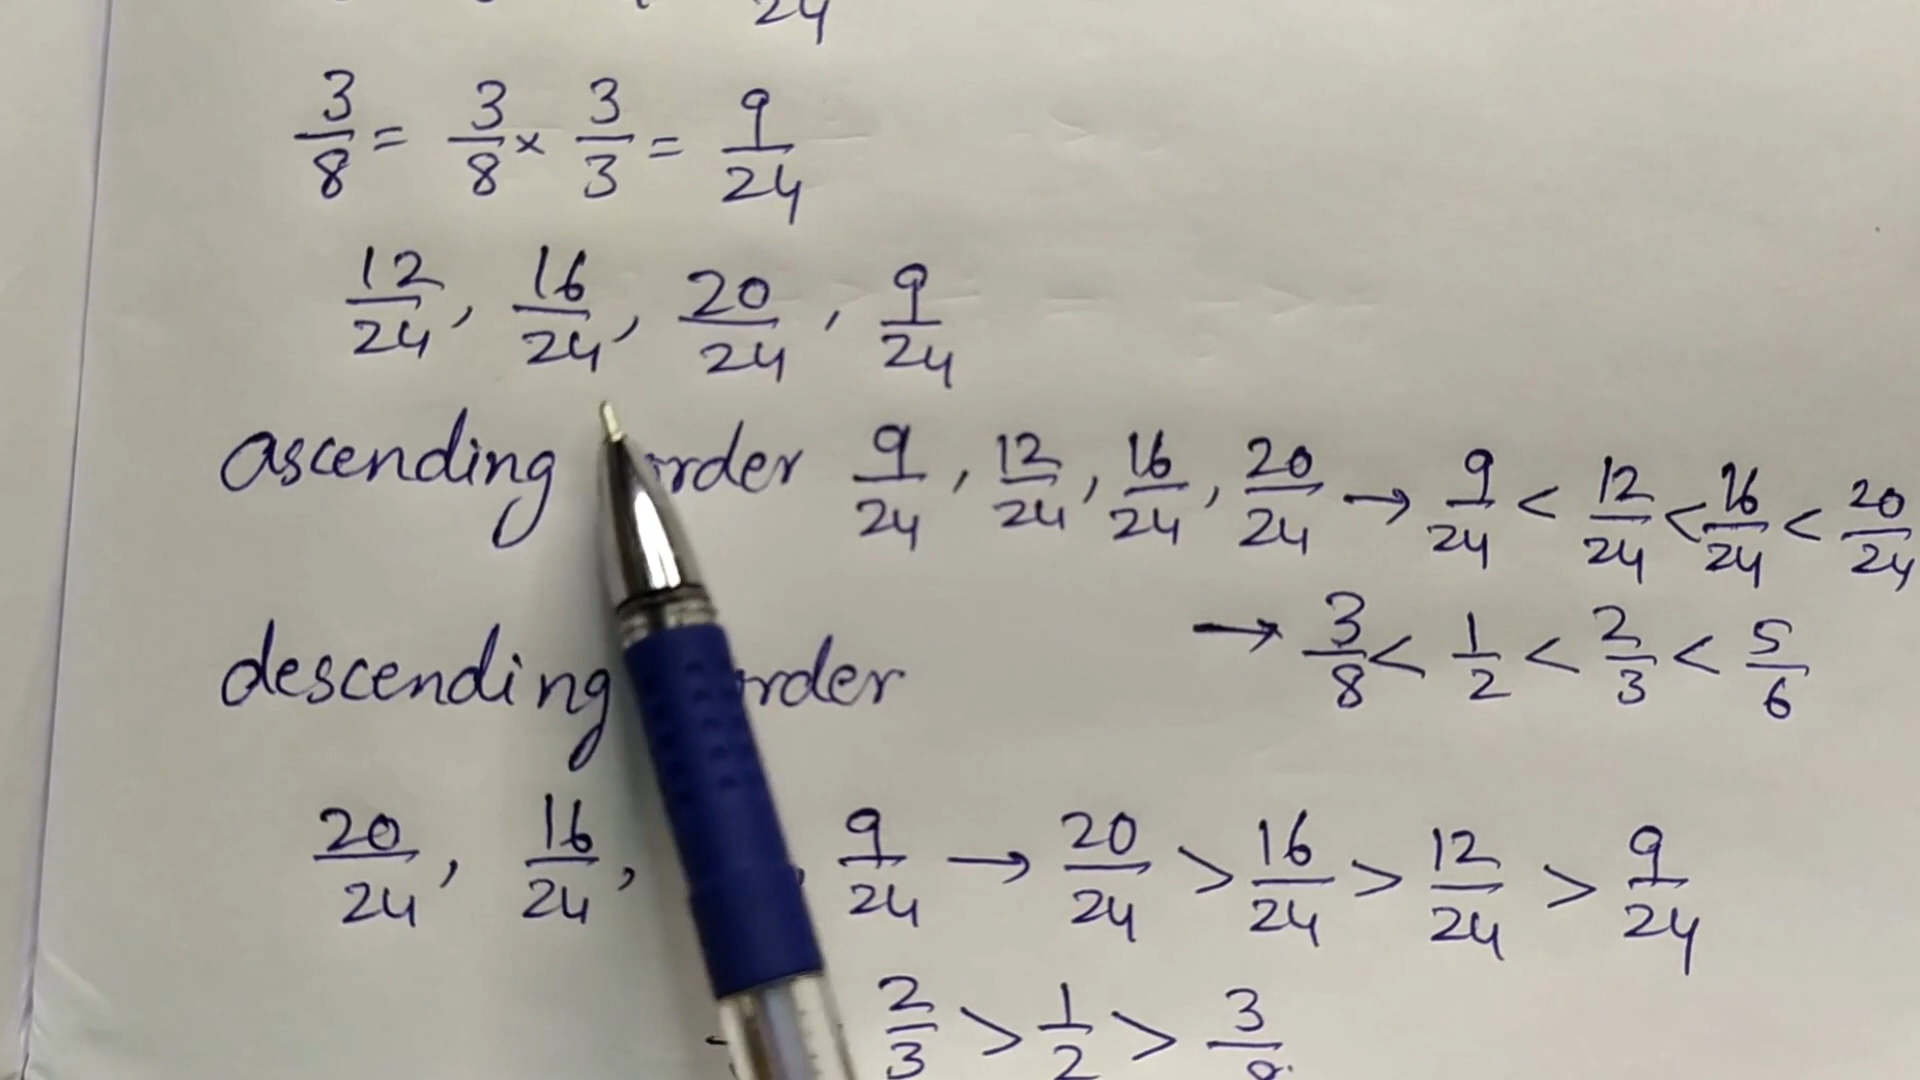 24
3/8 = 3/8 × 3/3 = 9/24
12/24, 16/24, 20/24, 9/24
ascending order 9/24, 12/24, 16/24, 20/24 → 9/24 < 12/24 < 16/24 < 20/24
→ 3/8 < 1/2 < 2/3 < 5/6
descending order
20/24, 16/24, , 9/24 → 20/24 > 16/24 > 12/24 > 9/24
2/3 > 1/2 > 3/8